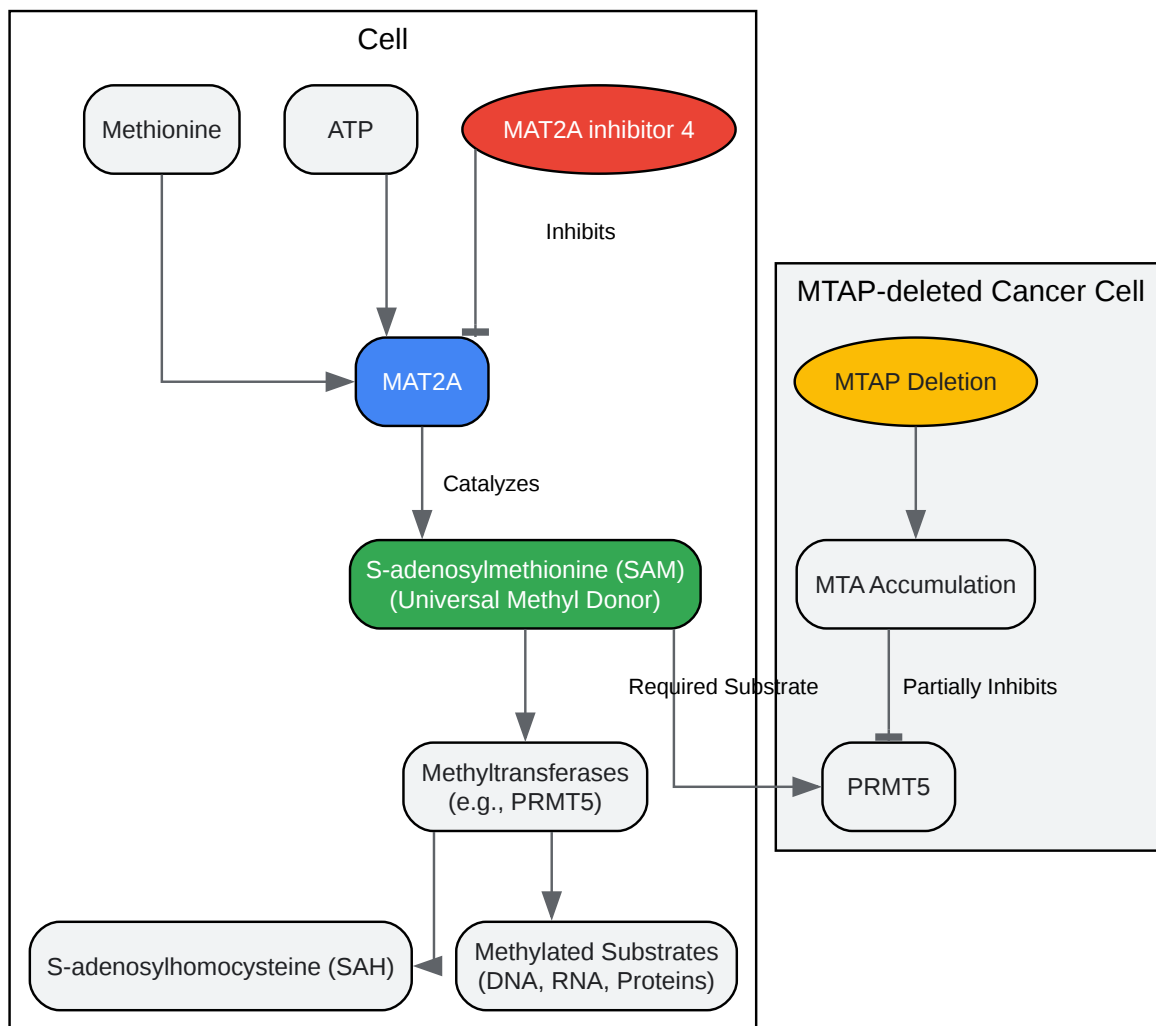 Cell
Methionine
ATP
MAT2A inhibitor 4
Inhibits
MTAP-deleted Cancer Cell
MAT2A
MTAP Deletion
Catalyzes
S-adenosylmethionine (SAM)
(Universal Methyl Donor)
MTA Accumulation
Required Substrate
Partially Inhibits
Methyltransferases
(e.g., PRMT5)
PRMT5
S-adenosylhomocysteine (SAH)
Methylated Substrates
(DNA, RNA, Proteins)